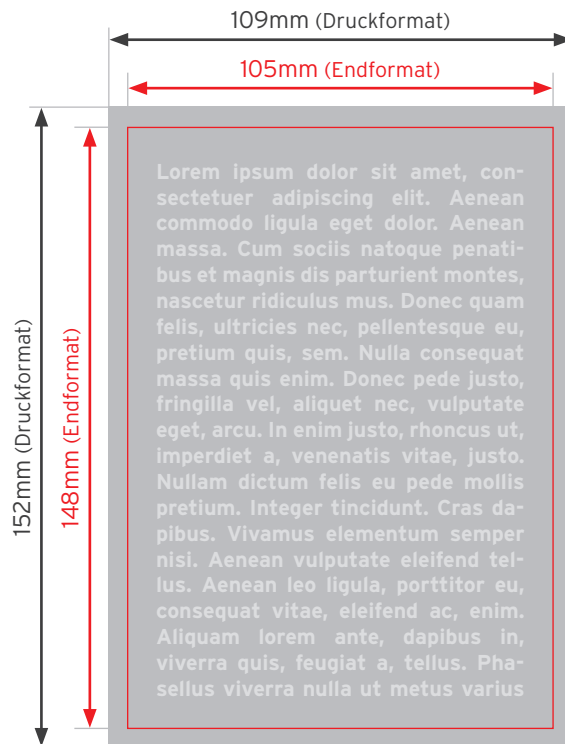 109mm (Druckformat)
105mm (Endformat)
152mm (Druckformat)
148mm (Endformat)
Lorem ipsum dolor sit amet, con-
sectetuer adipiscing elit. Aenean
commodo ligula eget dolor. Aenean
massa. Cum sociis natoque penati-
bus et magnis dis parturient montes,
nascetur ridiculus mus. Donec quam
felis, ultricies nec, pellentesque eu,
pretium quis, sem. Nulla consequat
massa quis enim. Donec pede justo,
fringilla vel, aliquet nec, vulputate
eget, arcu. In enim justo, rhoncus ut,
imperdiet a, venenatis vitae, justo.
Nullam dictum felis eu pede mollis
pretium. Integer tincidunt. Cras da-
pibus. Vivamus elementum semper
nisi. Aenean vulputate eleifend tel-
lus. Aenean leo ligula, porttitor eu,
consequat vitae, eleifend ac, enim.
Aliquam lorem ante, dapibus in,
viverra quis, feugiat a, tellus. Pha-
sellus viverra nulla ut metus varius